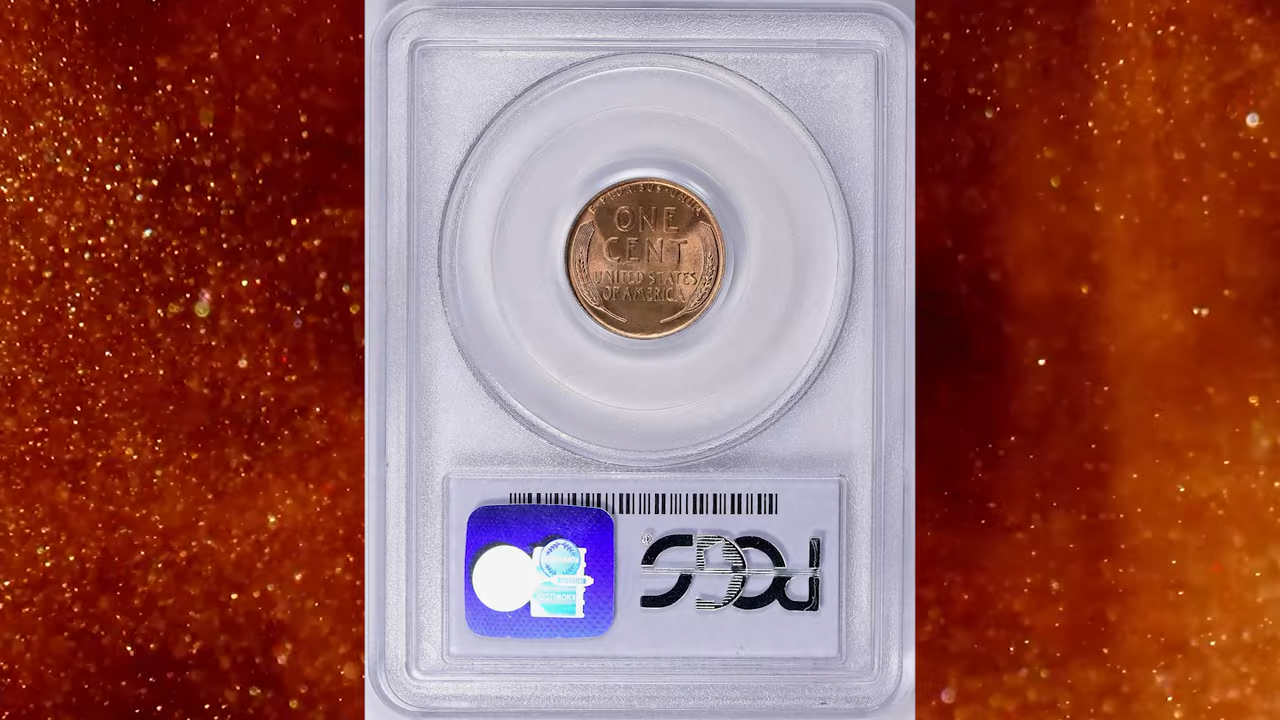 E·PLURIBUS·UNUM
ONE
CENT
UNITED STATES
OF AMERICA
PCGS
®